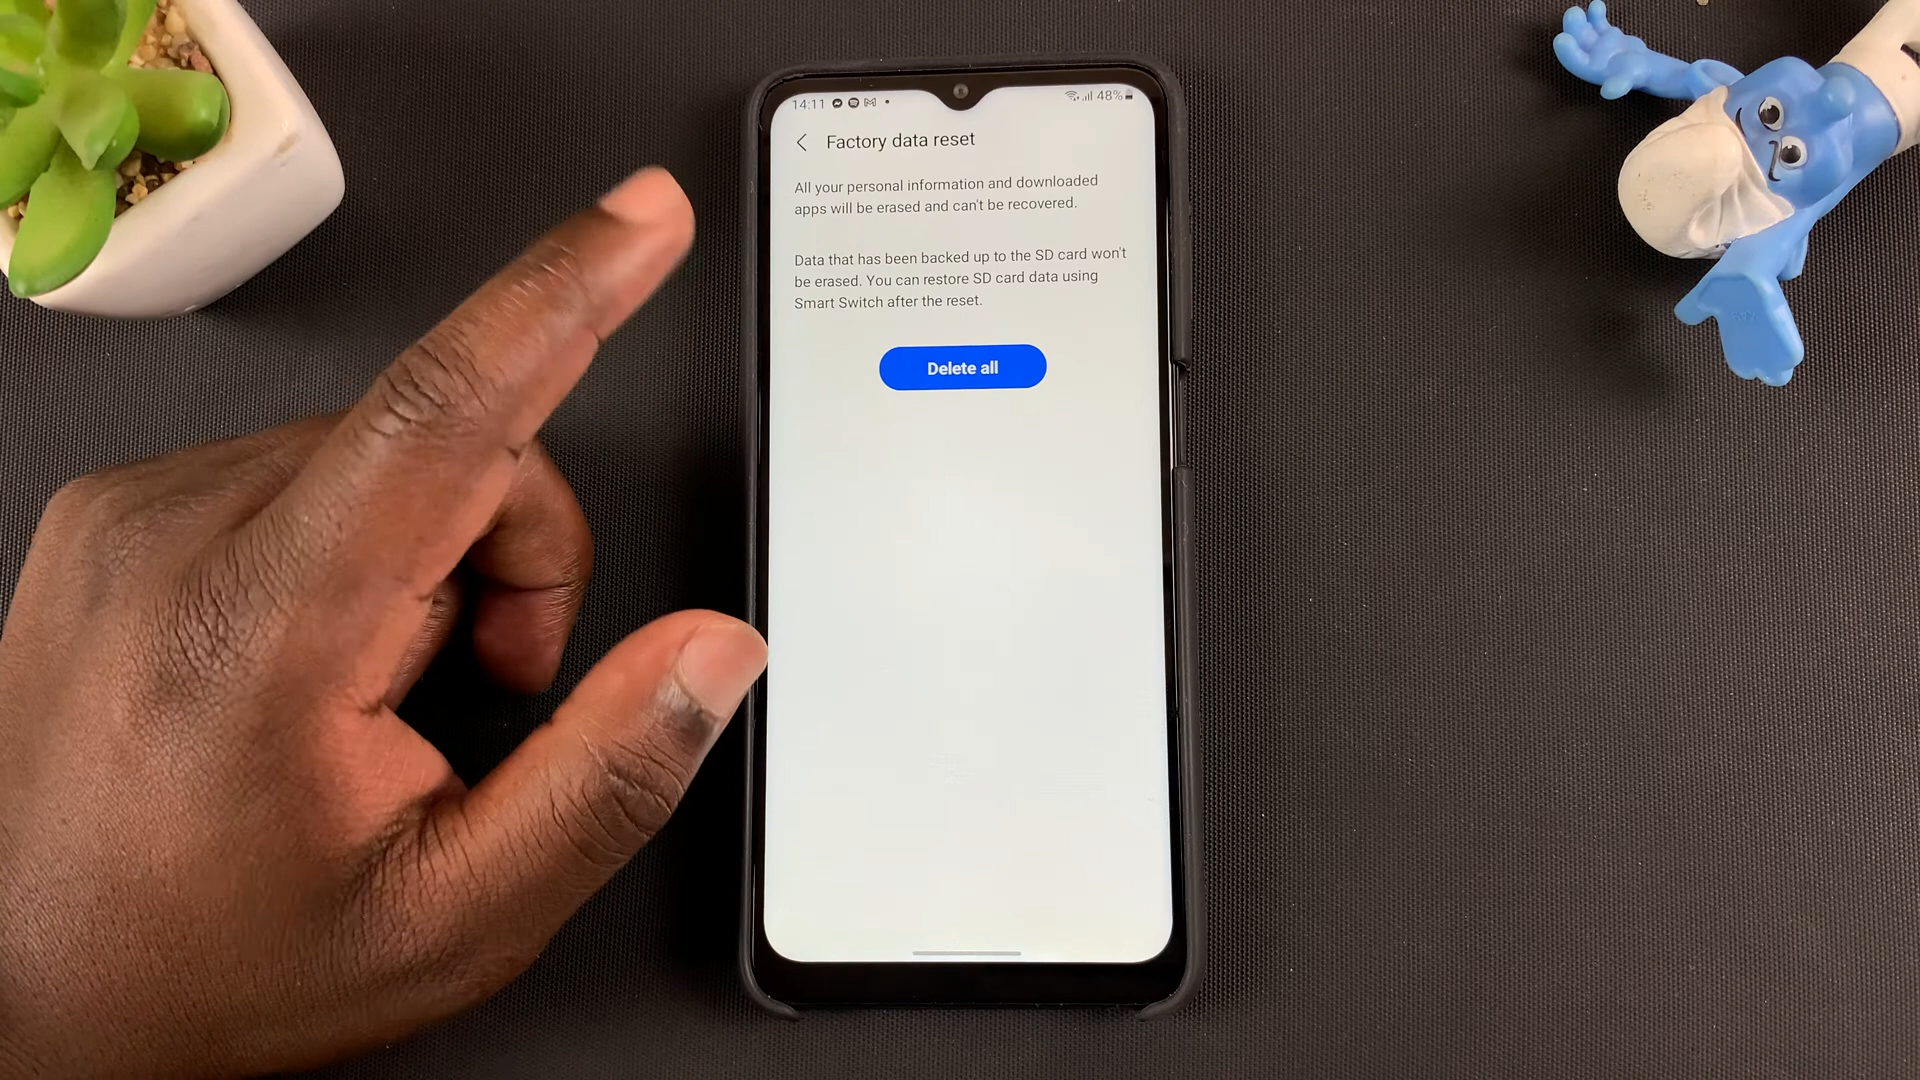 14:11
48%
Factory data reset
All your personal information and downloaded
apps will be erased and can't be recovered.
Data that has been backed up to the SD card won't
be erased. You can restore SD card data using
Smart Switch after the reset.
Delete all